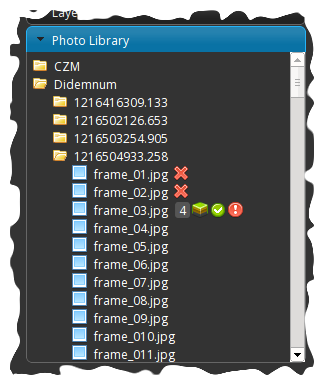 Laye
Photo Library
CZM
Didemnum
1216416309.133
1216502126.653
1216503254.905
1216504933.258
frame_01.jpg
frame_02.jpg
frame_03.jpg 4
frame_04.jpg
frame_05.jpg
frame_06.jpg
frame_07.jpg
frame_08.jpg
frame_09.jpg
frame_010.jpg
frame_011.jpg